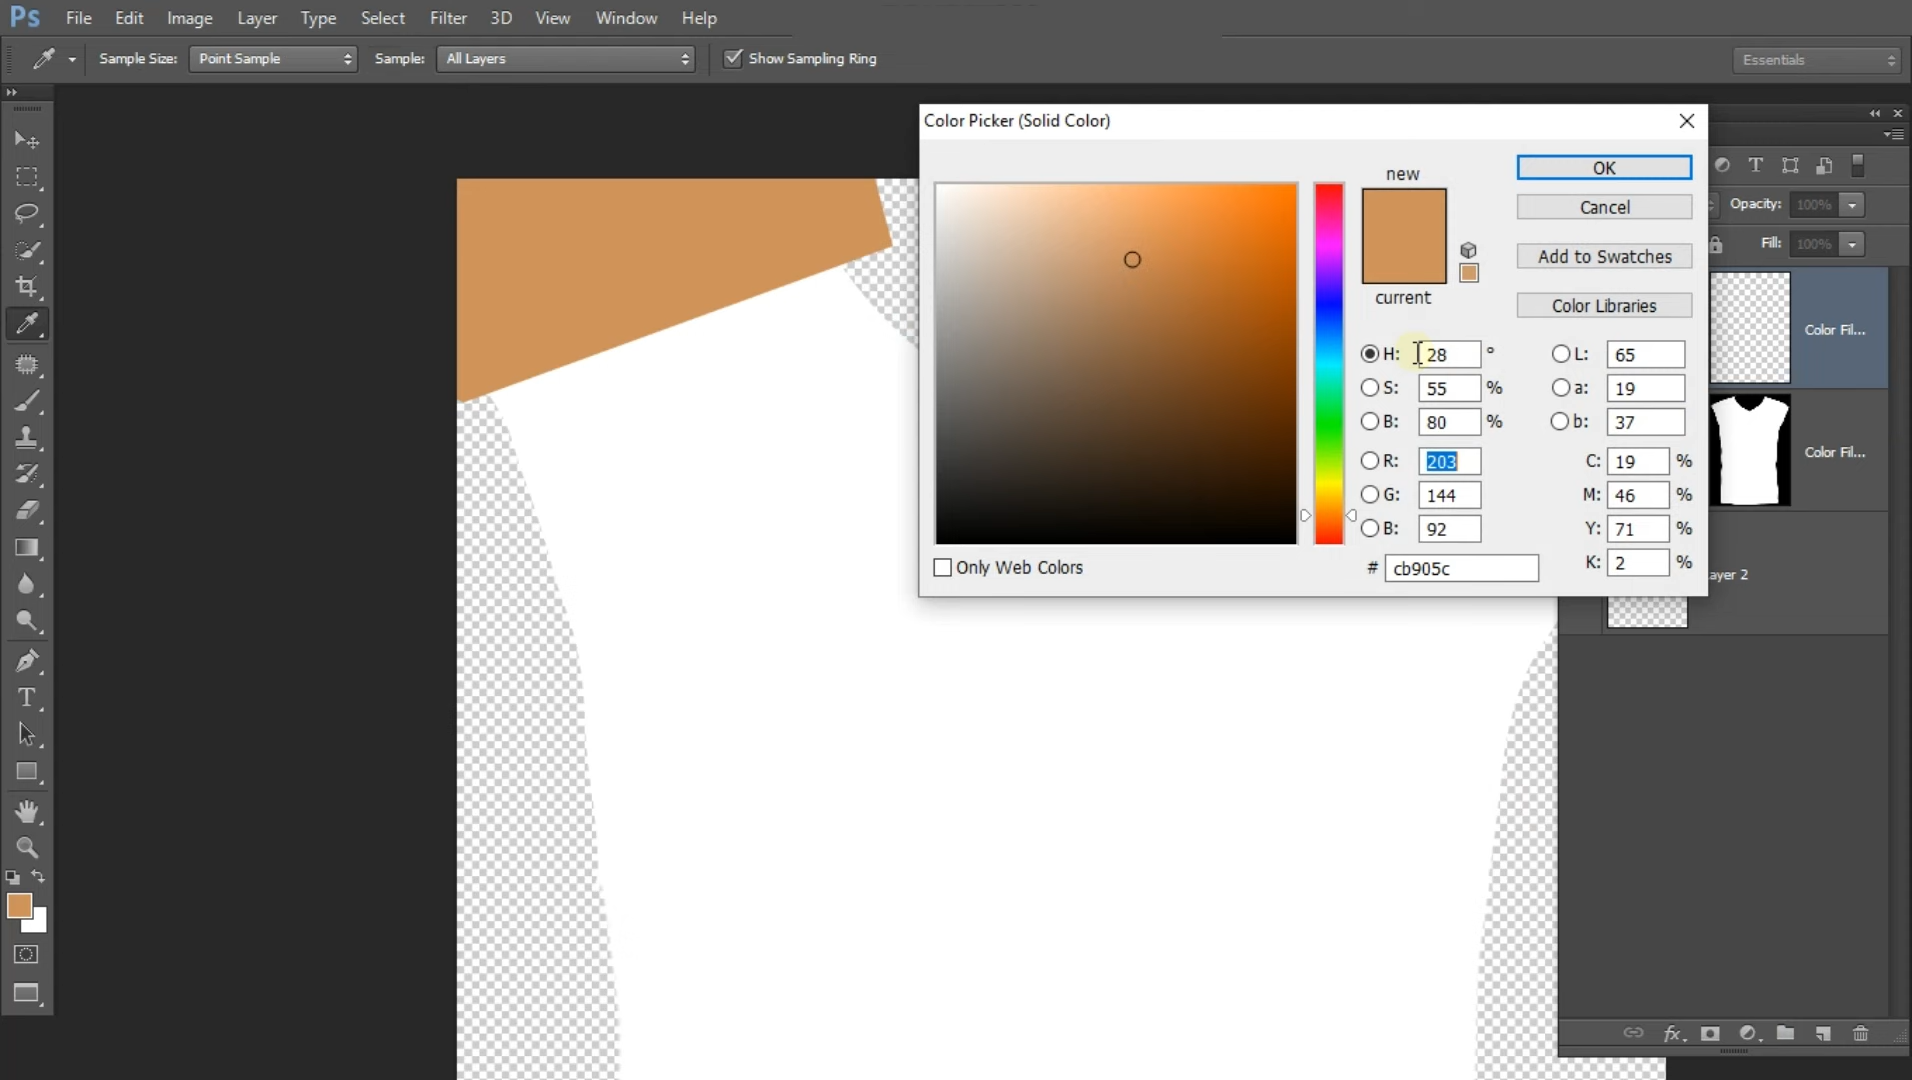 Ps File Edit Image Layer Type Select Filter 3D View Window Help
Sample Size: Point Sample Sample: All Layers Show Sampling Ring Essentials
Color Picker (Solid Color)
new
current
OK
Cancel
Add to Swatches
Color Libraries
H: 28 °
S: 55 %
B: 80 %
R: 203
G: 144
B: 92
# cb905c
L: 65
a: 19
b: 37
C: 19 %
M: 46 %
Y: 71 %
K: 2 %
Only Web Colors
T
Opacity: 100%
Fill: 100%
Color Fil...
Color Fil...
ayer 2
T
fx